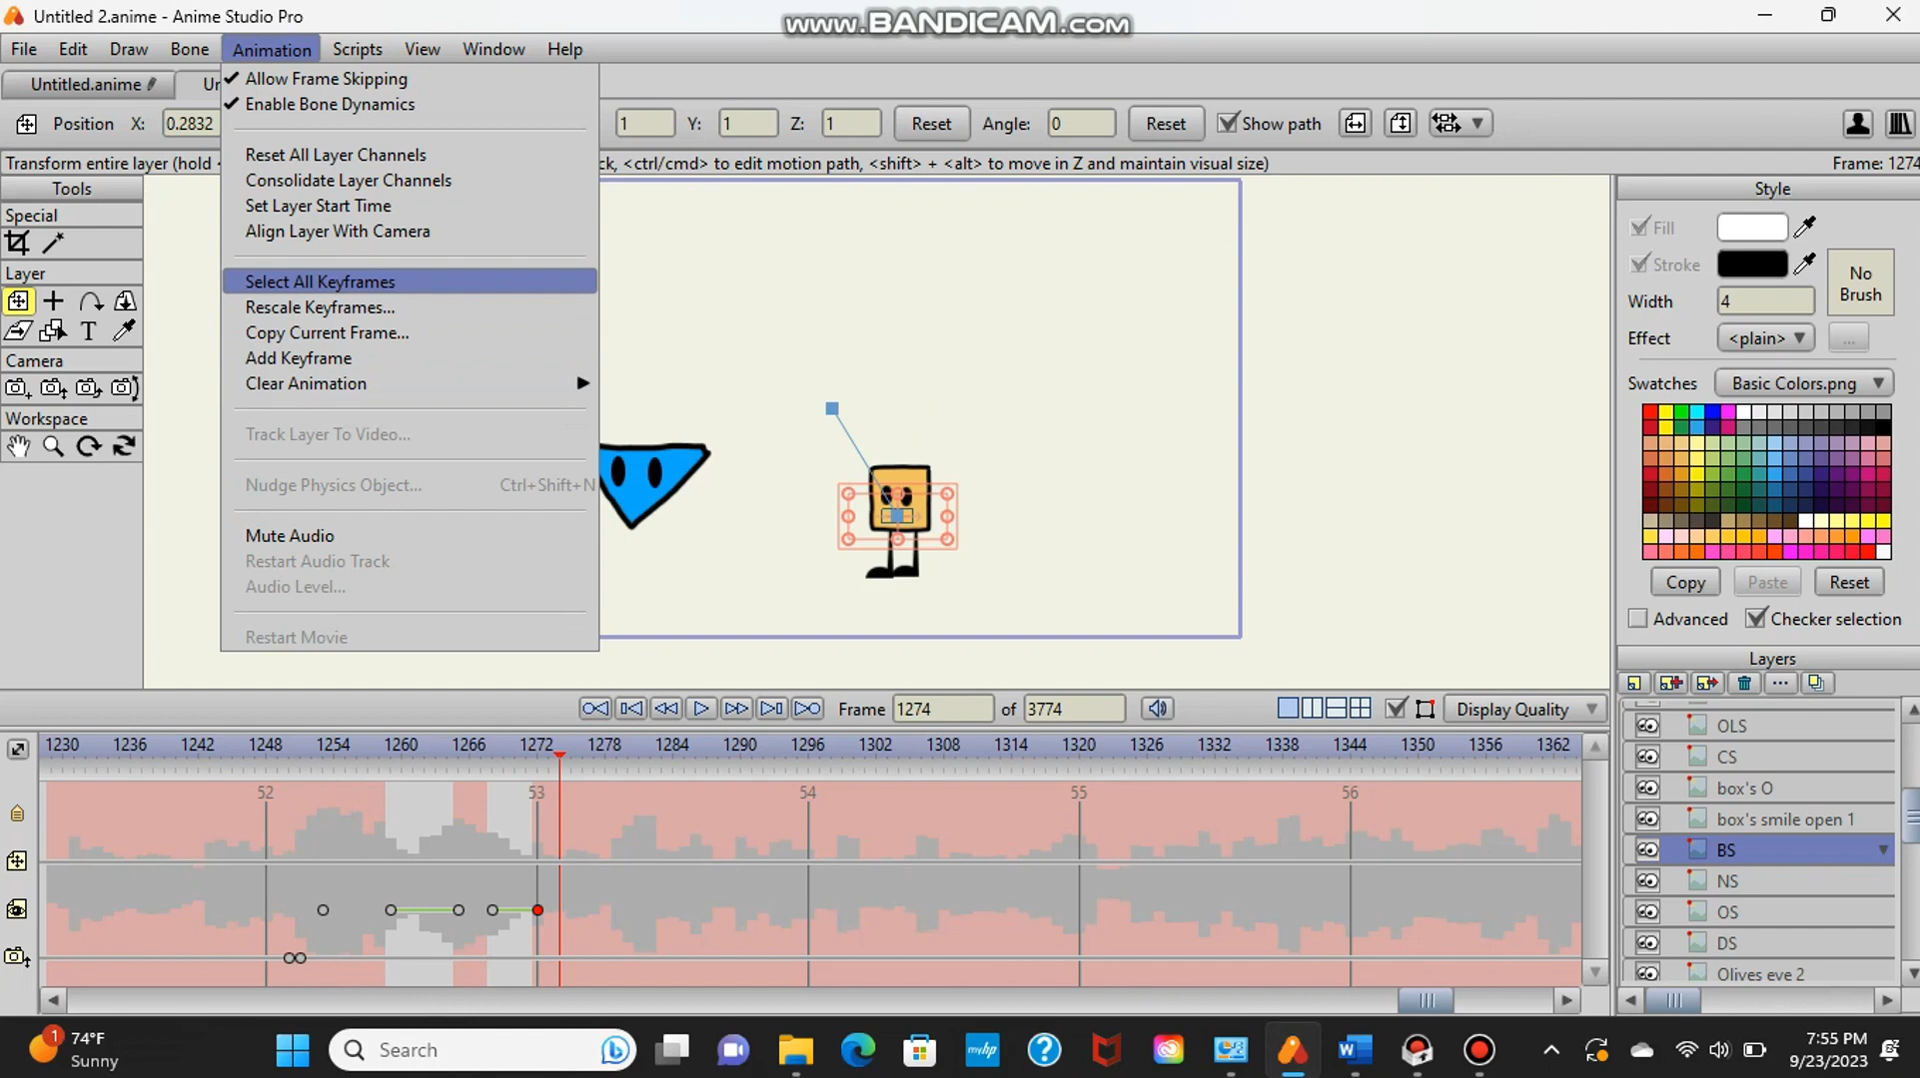 Untitled 2.anime - Anime Studio Pro
www.BANDICAM.com
File Edit Draw Bone Animation Scripts View Window Help
Untitled.anime
Position X: 0.2832 1 Y: 1 Z: 1 Reset Angle: 0 Reset Show path
Transform entire layer (hold <ctrl/cmd> to edit motion path, <shift> + <alt> to move in Z and maintain visual size) Frame: 1274
Allow Frame Skipping
Enable Bone Dynamics
Reset All Layer Channels
Consolidate Layer Channels
Set Layer Start Time
Align Layer With Camera
Select All Keyframes
Rescale Keyframes...
Copy Current Frame...
Add Keyframe
Clear Animation
Track Layer To Video...
Nudge Physics Object... Ctrl+Shift+N
Mute Audio
Restart Audio Track
Audio Level...
Restart Movie
Tools
Special
Layer
T
Camera
Workspace
Style
Fill
Stroke
No Brush
Width 4
Effect <plain> ...
Swatches Basic Colors.png
Copy Paste Reset
Advanced Checker selection
Layers
OLS
CS
box's O
box's smile open 1
BS
NS
OS
DS
Olives eye 2
Frame 1274 of 3774 Display Quality
1230 1236 1242 1248 1254 1260 1266 1272 1278 1284 1290 1296 1302 1308 1314 1320 1326 1332 1338 1344 1350 1356 1362
52 53 54 55 56
1 74°F
Sunny
Search
myhp
7:55 PM
9/23/2023